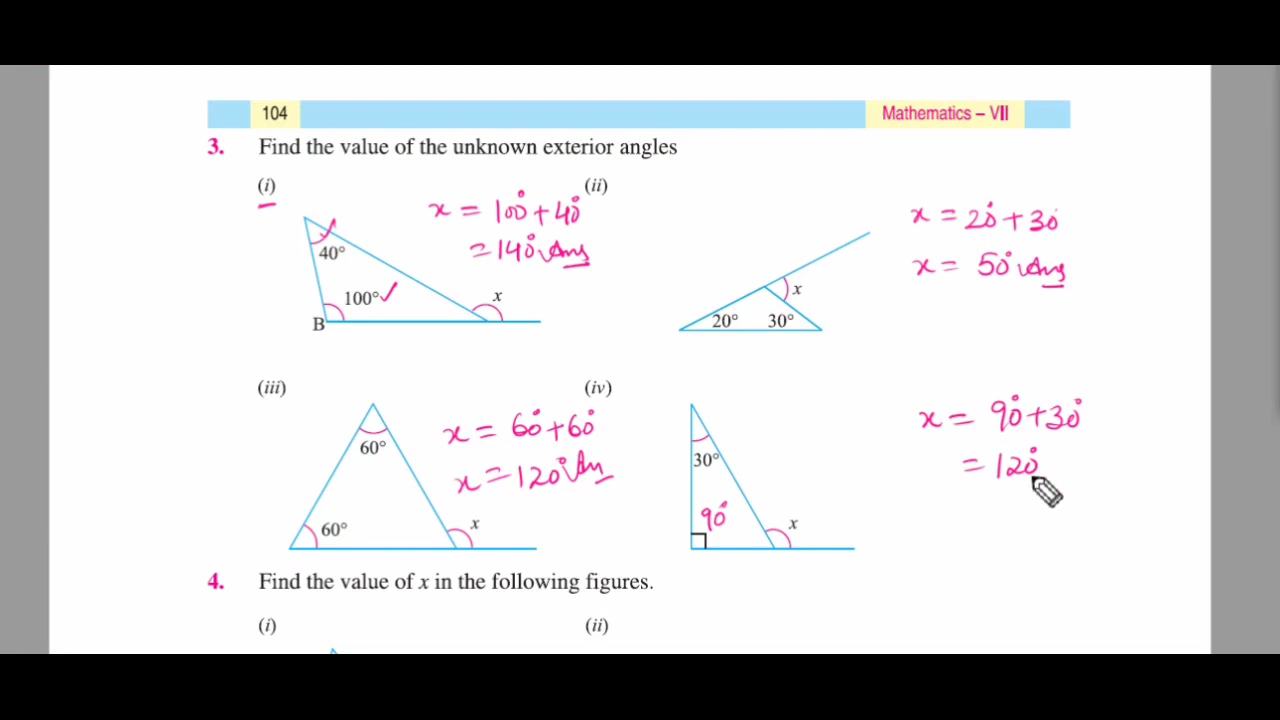 104 Mathematics – VII
3. Find the value of the unknown exterior angles
(i) (ii)
x = 100° + 40°
= 140° Ans
40°
100°
x
B
x = 20° + 30°
x = 50° Ans
x
20° 30°
(iii) (iv)
x = 60° + 60°
x = 120° An
60°
60°
x
x = 90° + 30°
= 120°
30°
90°
x
4. Find the value of x in the following figures.
(i) (ii)